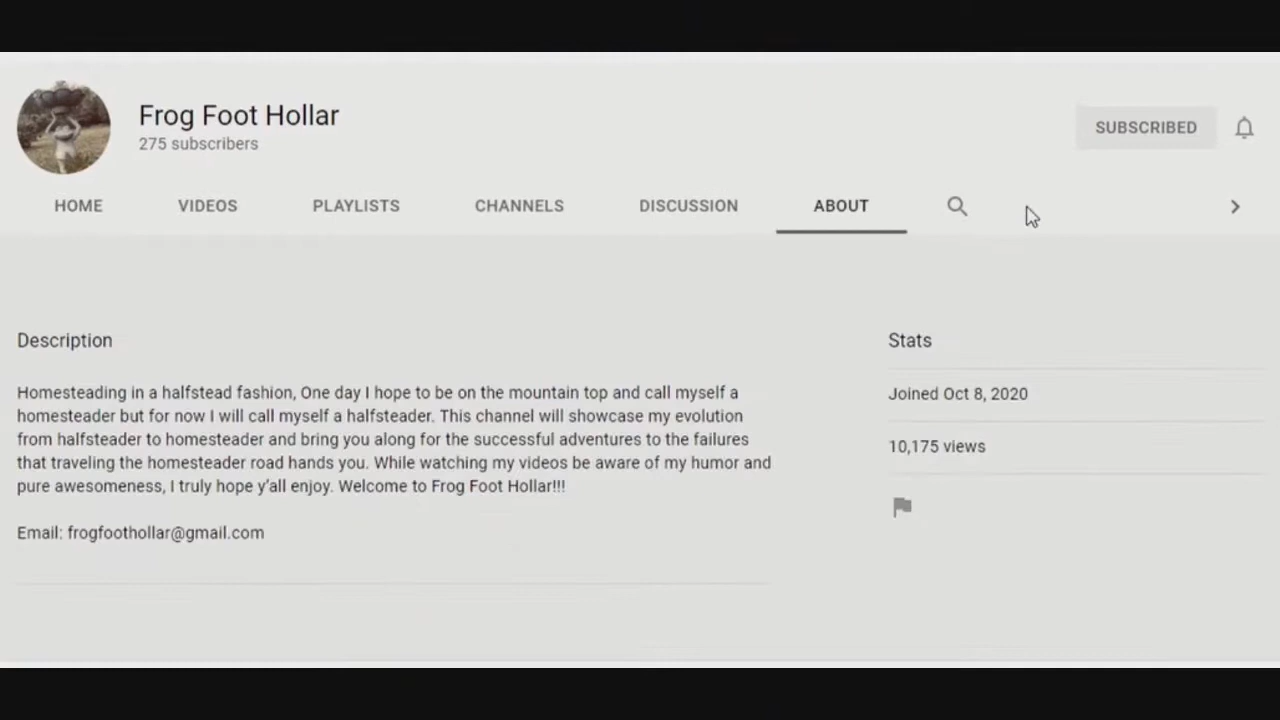 Frog Foot Hollar
275 subscribers
SUBSCRIBED
HOME VIDEOS PLAYLISTS CHANNELS DISCUSSION ABOUT
Description
Homesteading in a halfstead fashion, One day I hope to be on the mountain top and call myself a
homesteader but for now I will call myself a halfsteader. This channel will showcase my evolution
from halfsteader to homesteader and bring you along for the successful adventures to the failures
that traveling the homesteader road hands you. While watching my videos be aware of my humor and
pure awesomeness, I truly hope y'all enjoy. Welcome to Frog Foot Hollar!!!
Email: frogfoothollar@gmail.com
Stats
Joined Oct 8, 2020
10,175 views